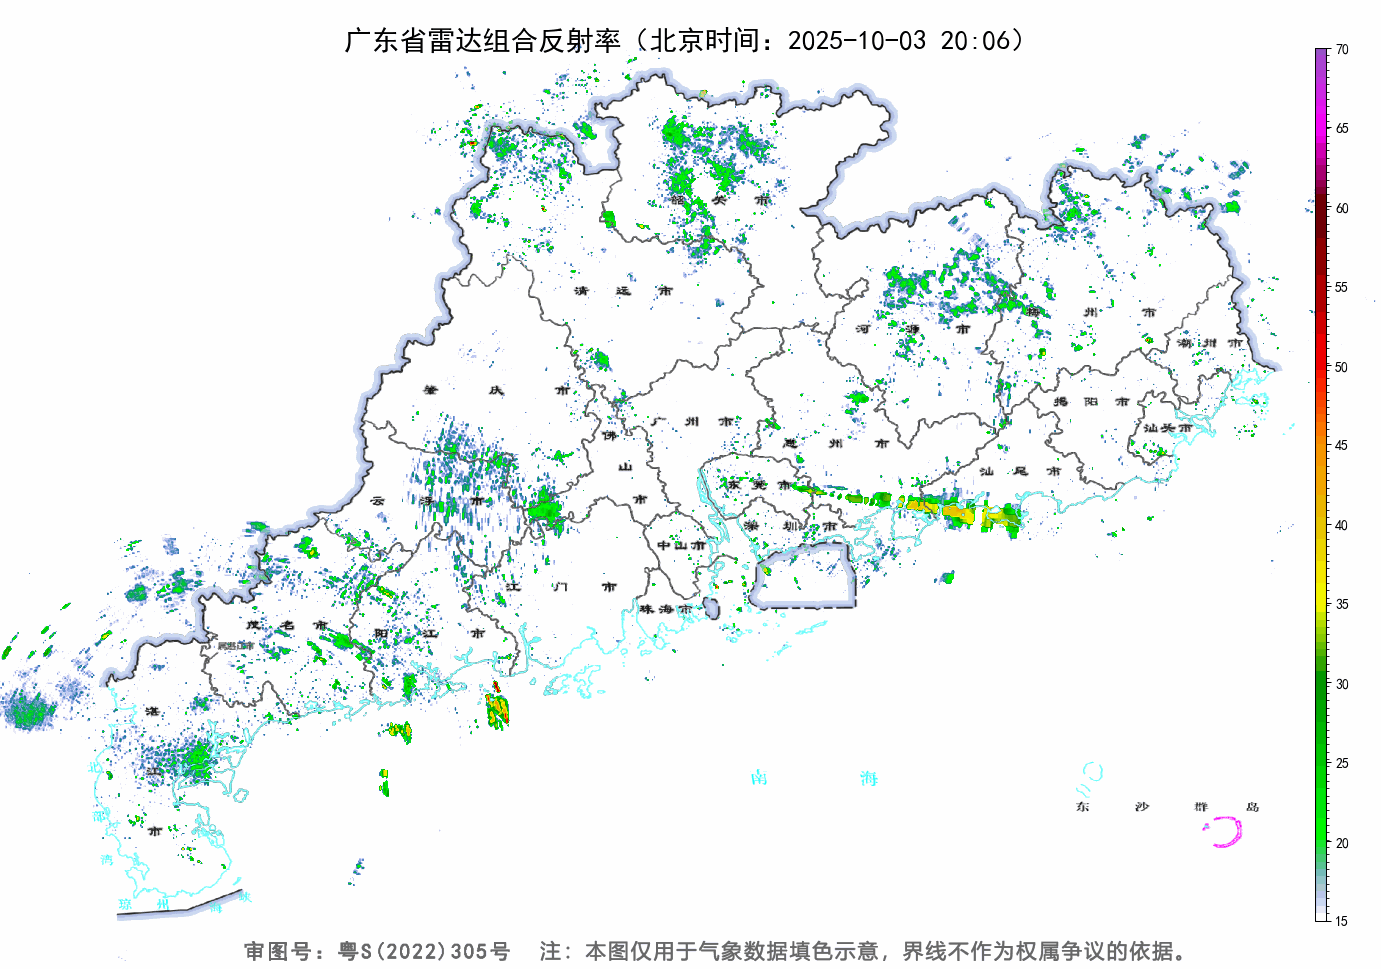 广东省雷达组合反射率（北京时间：2025-10-03 20:06）
70
65
60
55
50
45
40
35
30
25
20
15
韶 关 市
清 远 市
河 源 市
梅 州 市
潮 州 市
肇 庆 市
广 州 市
佛 山 市
惠 州 市
揭 阳 市
汕头市
汕 尾 市
云 浮 市
东 莞 市
深 圳 市
中山市
江 门 市
珠海市
茂 名 市
阳 江 市
湛 江 市
南 海
东 沙 群 岛
北 部 湾
琼 州 海 峡
审图号：粤S(2022)305号 注：本图仅用于气象数据填色示意，界线不作为权属争议的依据。